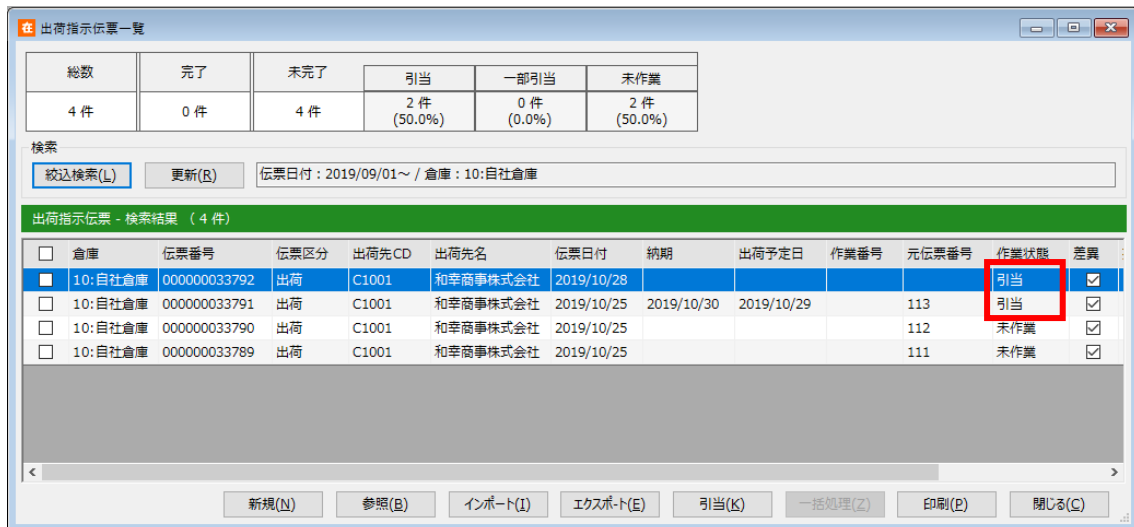 在 出荷指示伝票一覧
総数 完了 未完了 引当 一部引当 未作業
4 件 0 件 4 件 2 件 (50.0%) 0 件 (0.0%) 2 件 (50.0%)
検索
絞込検索(L) 更新(R) 伝票日付：2019/09/01～ / 倉庫：10:自社倉庫
出荷指示伝票 - 検索結果 （ 4 件）
倉庫 伝票番号 伝票区分 出荷先CD 出荷先名 伝票日付 納期 出荷予定日 作業番号 元伝票番号 作業状態 差異
10:自社倉庫 000000033792 出荷 C1001 和幸商事株式会社 2019/10/28 引当
10:自社倉庫 000000033791 出荷 C1001 和幸商事株式会社 2019/10/25 2019/10/30 2019/10/29 113 引当
10:自社倉庫 000000033790 出荷 C1001 和幸商事株式会社 2019/10/25 112 未作業
10:自社倉庫 000000033789 出荷 C1001 和幸商事株式会社 2019/10/25 111 未作業
新規(N) 参照(B) インポート(I) エクスポート(E) 引当(K) 一括処理(Z) 印刷(P) 閉じる(C)